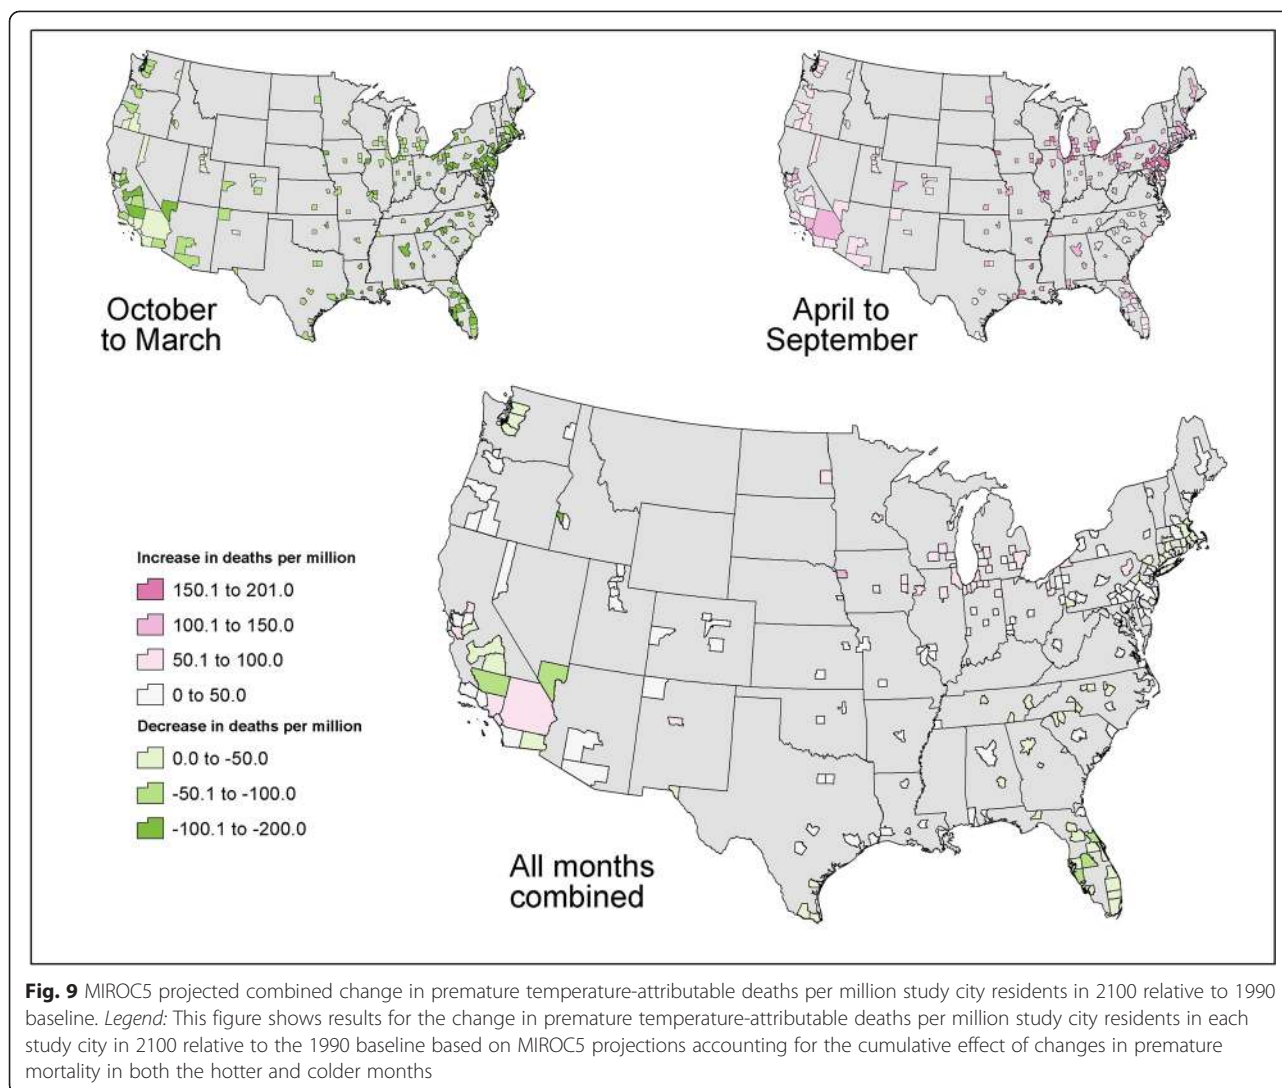 October
to March
April to
September
Increase in deaths per million
150.1 to 201.0
100.1 to 150.0
50.1 to 100.0
0 to 50.0
Decrease in deaths per million
0.0 to -50.0
-50.1 to -100.0
-100.1 to -200.0
All months
combined
Fig. 9 MIROC5 projected combined change in premature temperature-attributable deaths per million study city residents in 2100 relative to 1990
baseline. Legend: This figure shows results for the change in premature temperature-attributable deaths per million study city residents in each
study city in 2100 relative to the 1990 baseline based on MIROC5 projections accounting for the cumulative effect of changes in premature
mortality in both the hotter and colder months